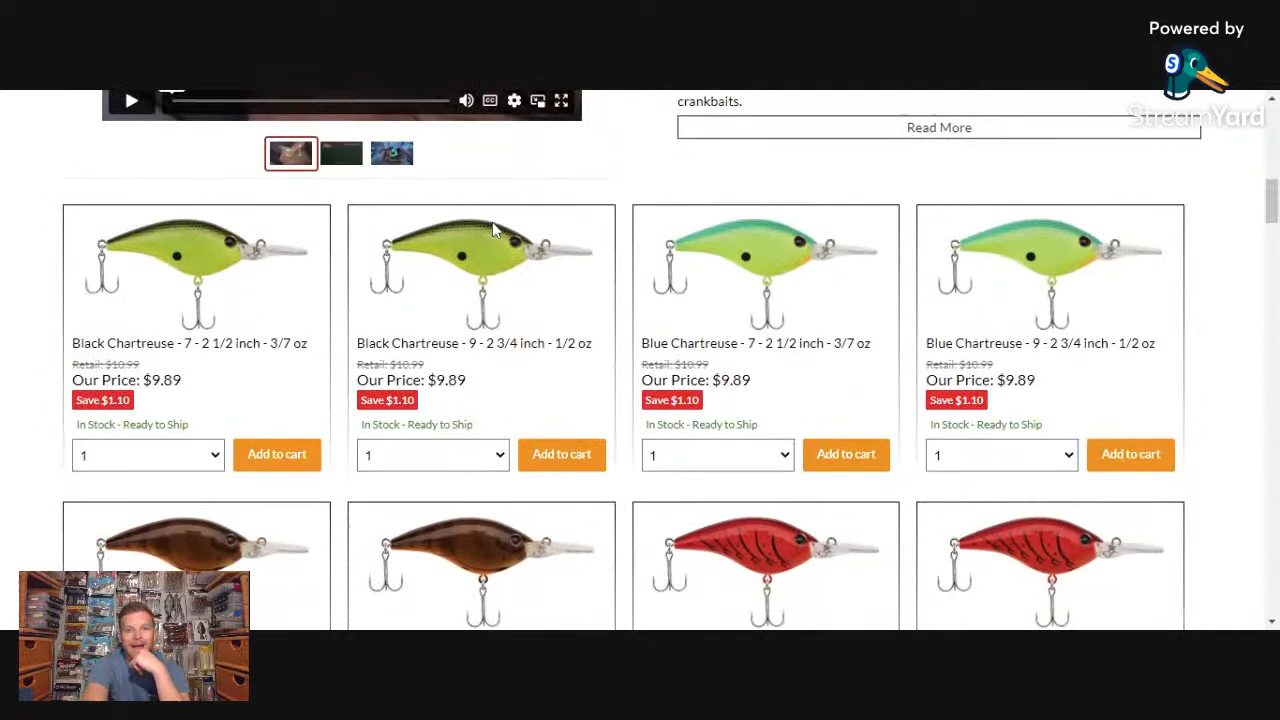 Powered by
S
StreamYard
CC
crankbaits.
Read More
Black Chartreuse - 7 - 2 1/2 inch - 3/7 oz
Retail: $10.99
Our Price: $9.89
Save $1.10
In Stock - Ready to Ship
1
Add to cart
Black Chartreuse - 9 - 2 3/4 inch - 1/2 oz
Retail: $10.99
Our Price: $9.89
Save $1.10
In Stock - Ready to Ship
1
Add to cart
Blue Chartreuse - 7 - 2 1/2 inch - 3/7 oz
Retail: $10.99
Our Price: $9.89
Save $1.10
In Stock - Ready to Ship
1
Add to cart
Blue Chartreuse - 9 - 2 3/4 inch - 1/2 oz
Retail: $10.99
Our Price: $9.89
Save $1.10
In Stock - Ready to Ship
1
Add to cart